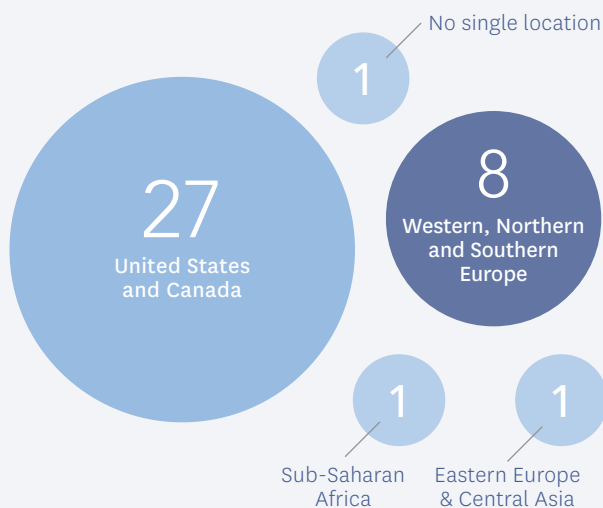 No single location
1
27
United States
and Canada
8
Western, Northern
and Southern
Europe
1
Sub-Saharan
Africa
1
Eastern Europe
& Central Asia